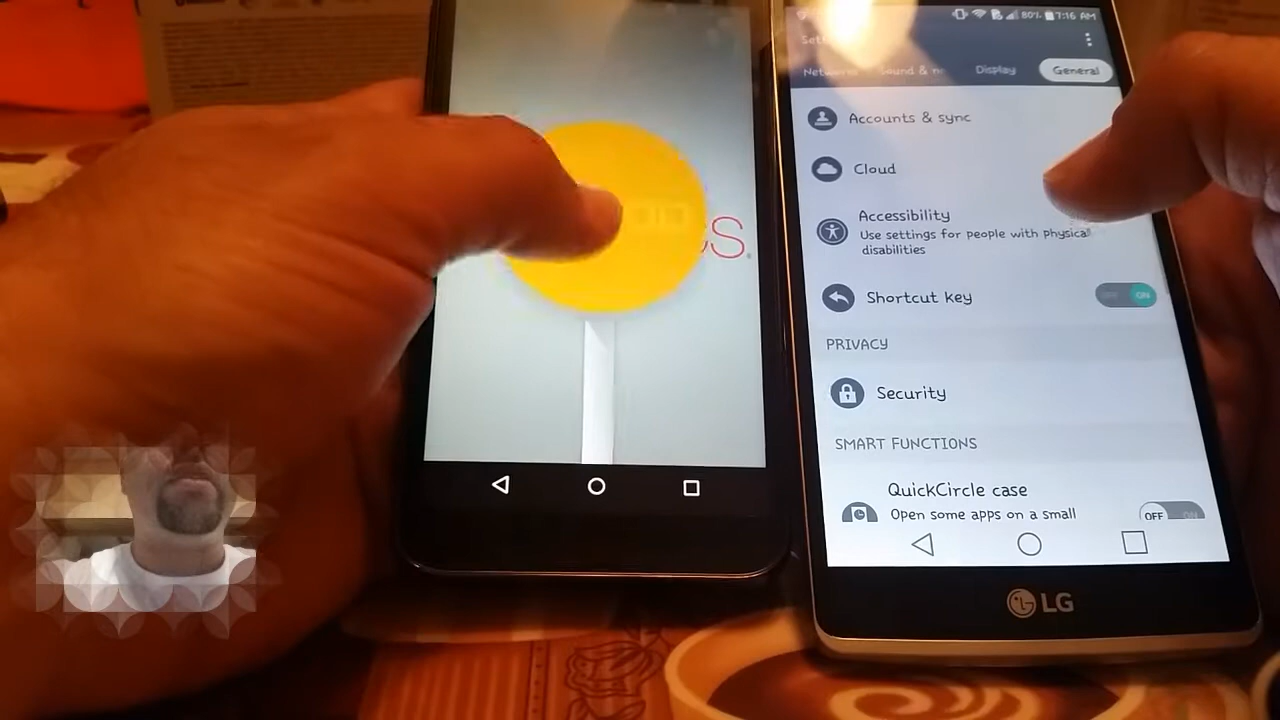 80% 7:16 AM
Display General
Accounts & sync
Cloud
Accessibility
Use settings for people with physical
disabilities
Shortcut key
ON
PRIVACY
Security
SMART FUNCTIONS
QuickCircle case
Open some apps on a small
OFF ON
LG